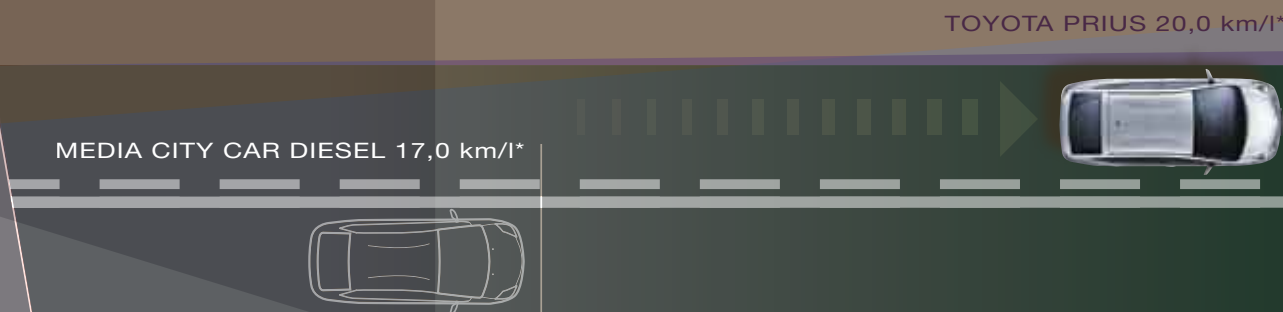 TOYOTA PRIUS 20,0 km/l*
MEDIA CITY CAR DIESEL 17,0 km/l*